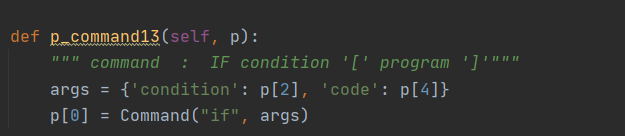 def p_command13(self, p):
""" command  :  IF condition '[' program ']'"""
args = {'condition': p[2], 'code': p[4]}
p[0] = Command("if", args)